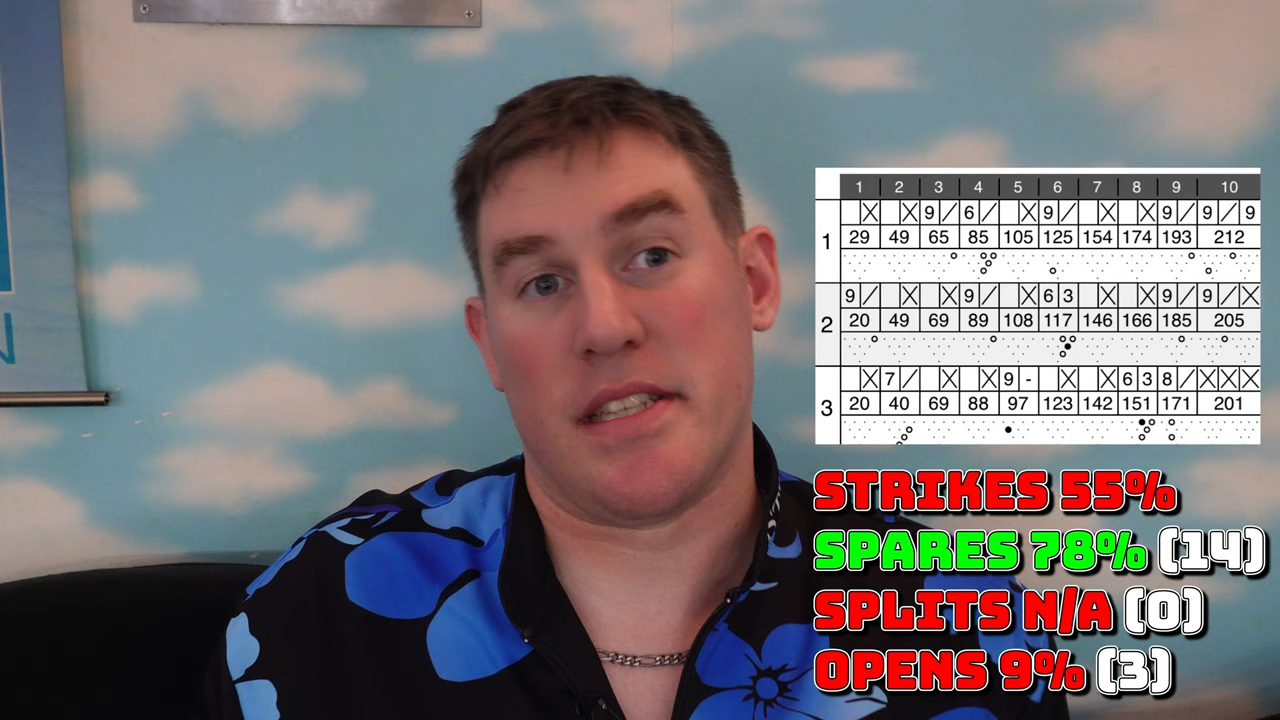 1 2 3 4 5 6 7 8 9 10
1 X X 9 / 6 / X 9 / X X 9 / 9 / 9
29 49 65 85 105 125 154 174 193 212
2 9 / X X 9 / X 6 3 X X 9 / 9 / X
20 49 69 89 108 117 146 166 185 205
3 X 7 / X X 9 - X X 6 3 8 / X X X
20 40 69 88 97 123 142 151 171 201
STRIKES 55%
SPARES 78% (14)
SPLITS N/A (0)
OPENS 9% (3)